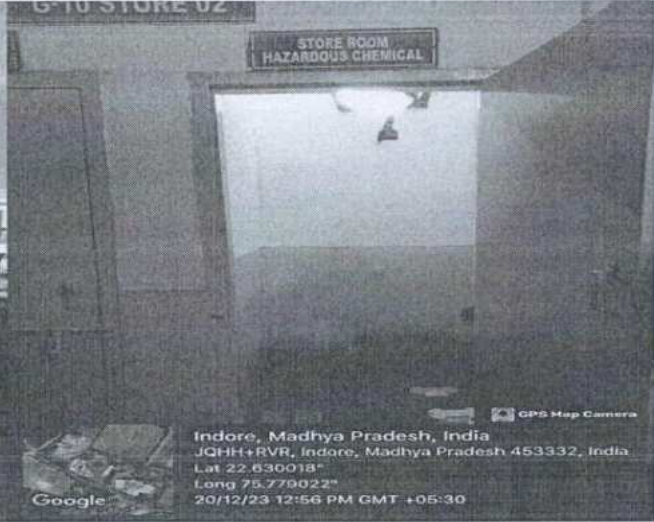 G-10 STORE 02
STORE ROOM
HAZARDOUS CHEMICAL
GPS Map Camera
Indore, Madhya Pradesh, India
JQHH+RVR, Indore, Madhya Pradesh 453332, India
Lat 22.630018°
Long 75.779022°
20/12/23 12:56 PM GMT +05:30
Google